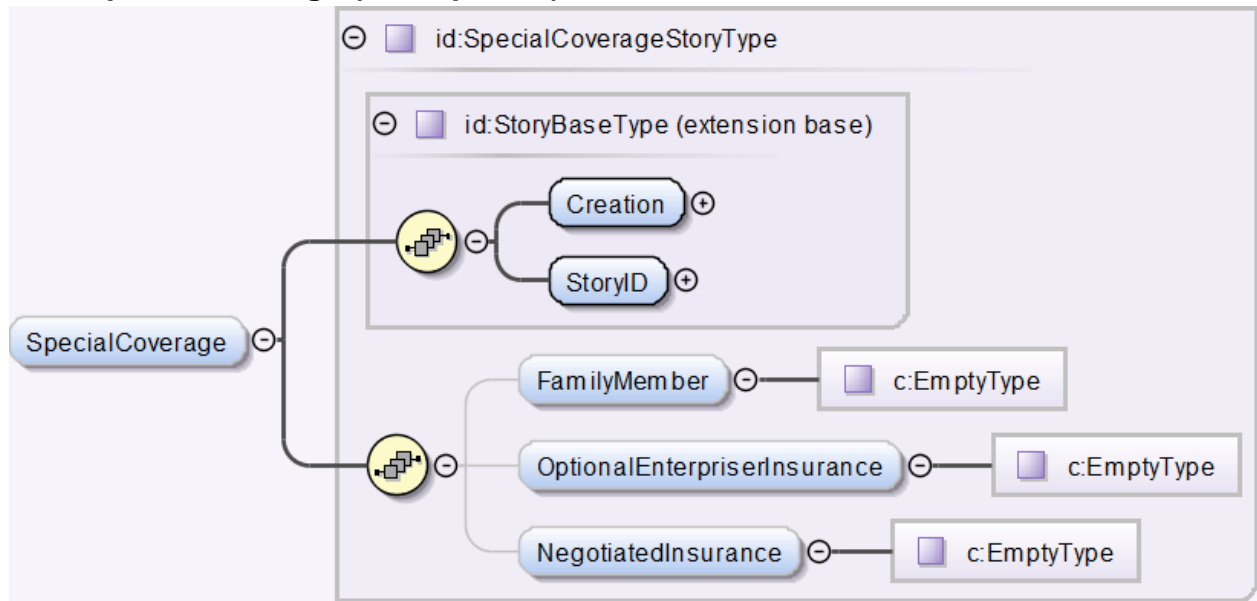 id:SpecialCoverageStoryType
id:StoryBaseType (extension base)
Creation
StoryID
SpecialCoverage
FamilyMember
c:EmptyType
OptionalEnterpriserInsurance
c:EmptyType
NegotiatedInsurance
c:EmptyType